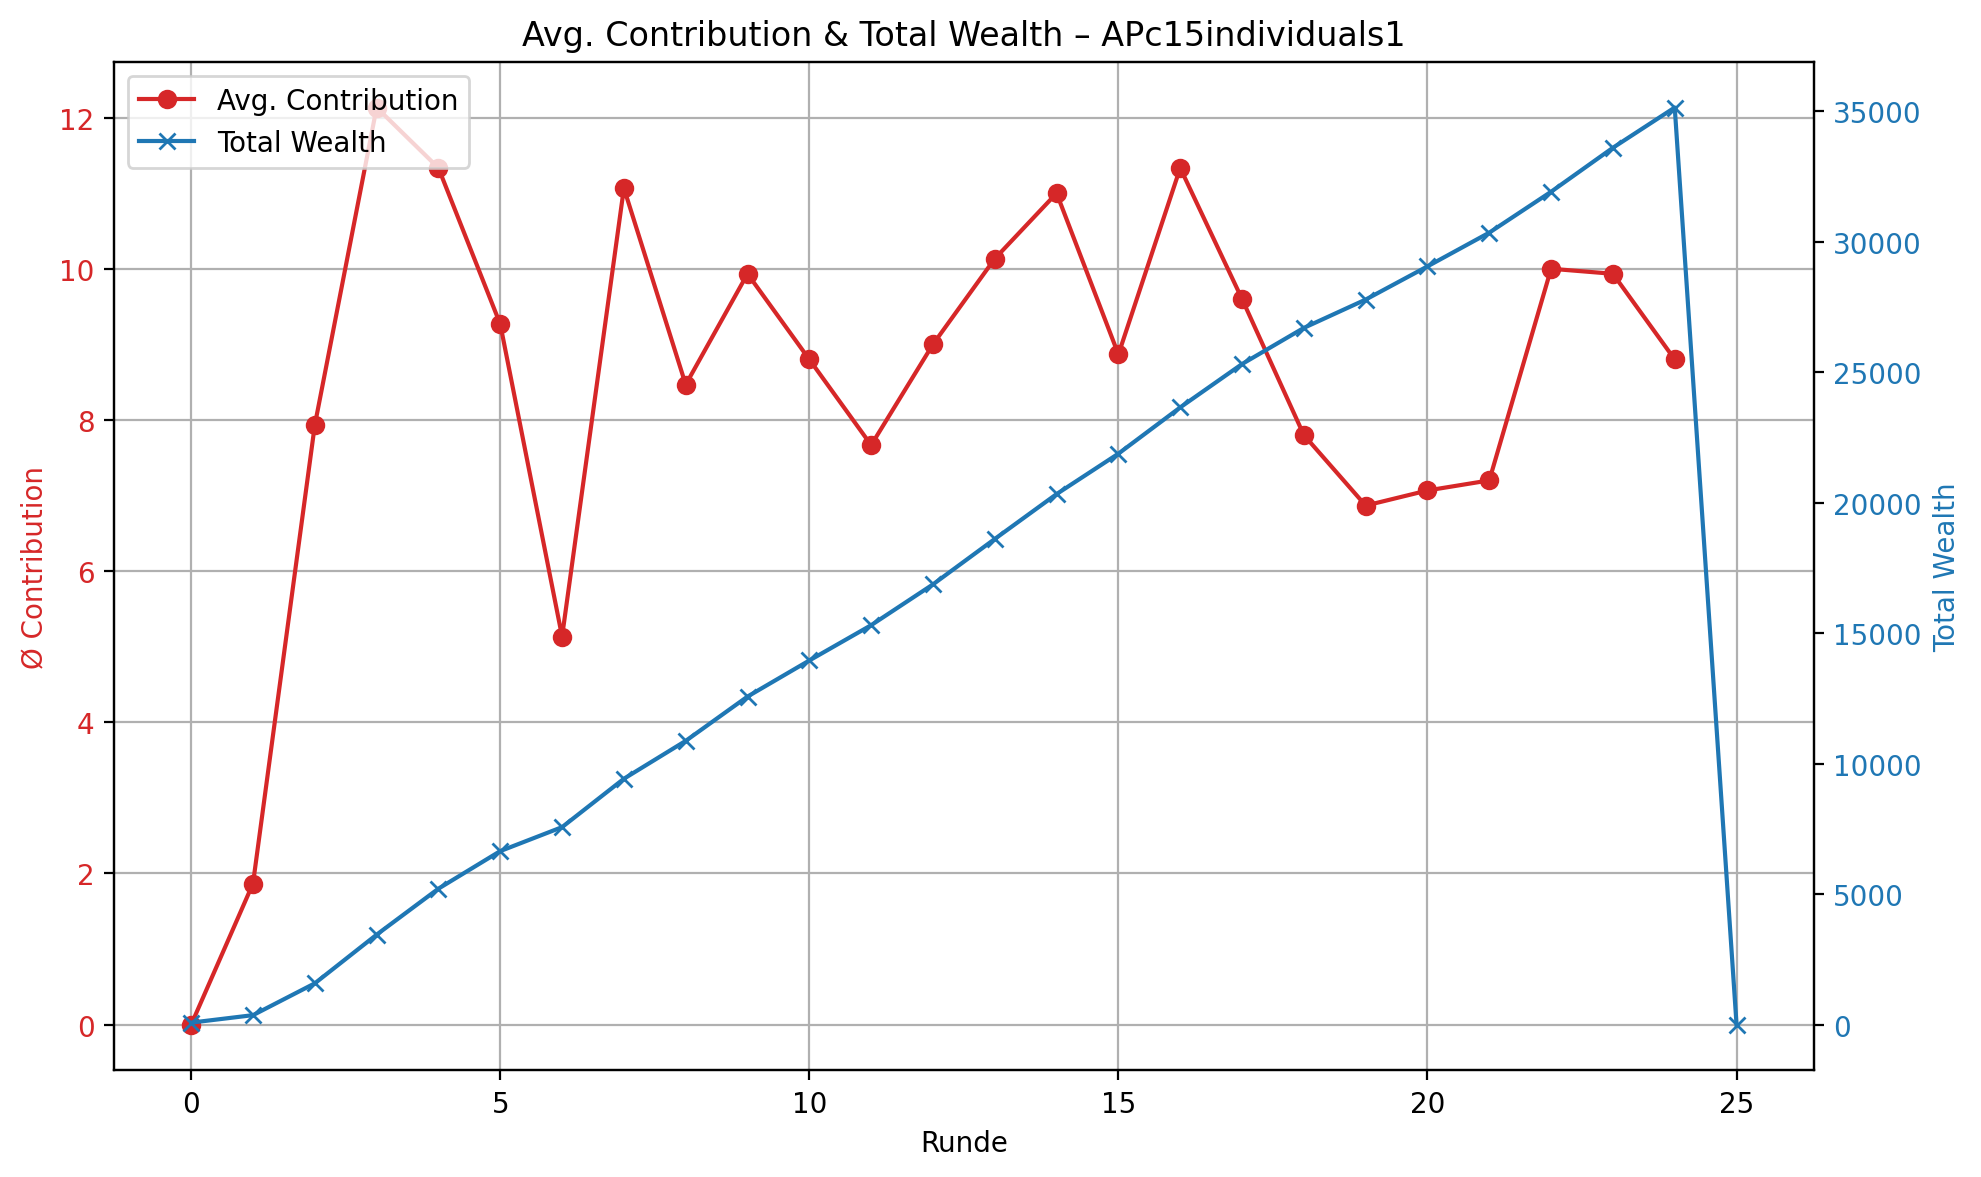 Avg. Contribution & Total Wealth – APc15individuals1
Avg. Contribution
Total Wealth
12
10
8
6
4
2
0
Ø Contribution
35000
30000
25000
20000
15000
10000
5000
0
Total Wealth
0 5 10 15 20 25
Runde